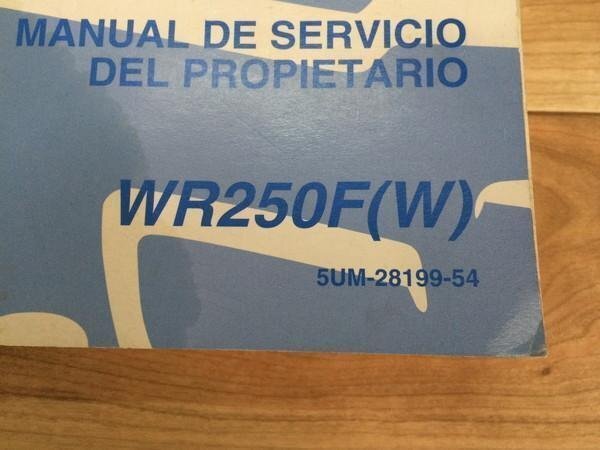 MANUAL DE SERVICIO
DEL PROPIETARIO
WR250F(W)
5UM-28199-54